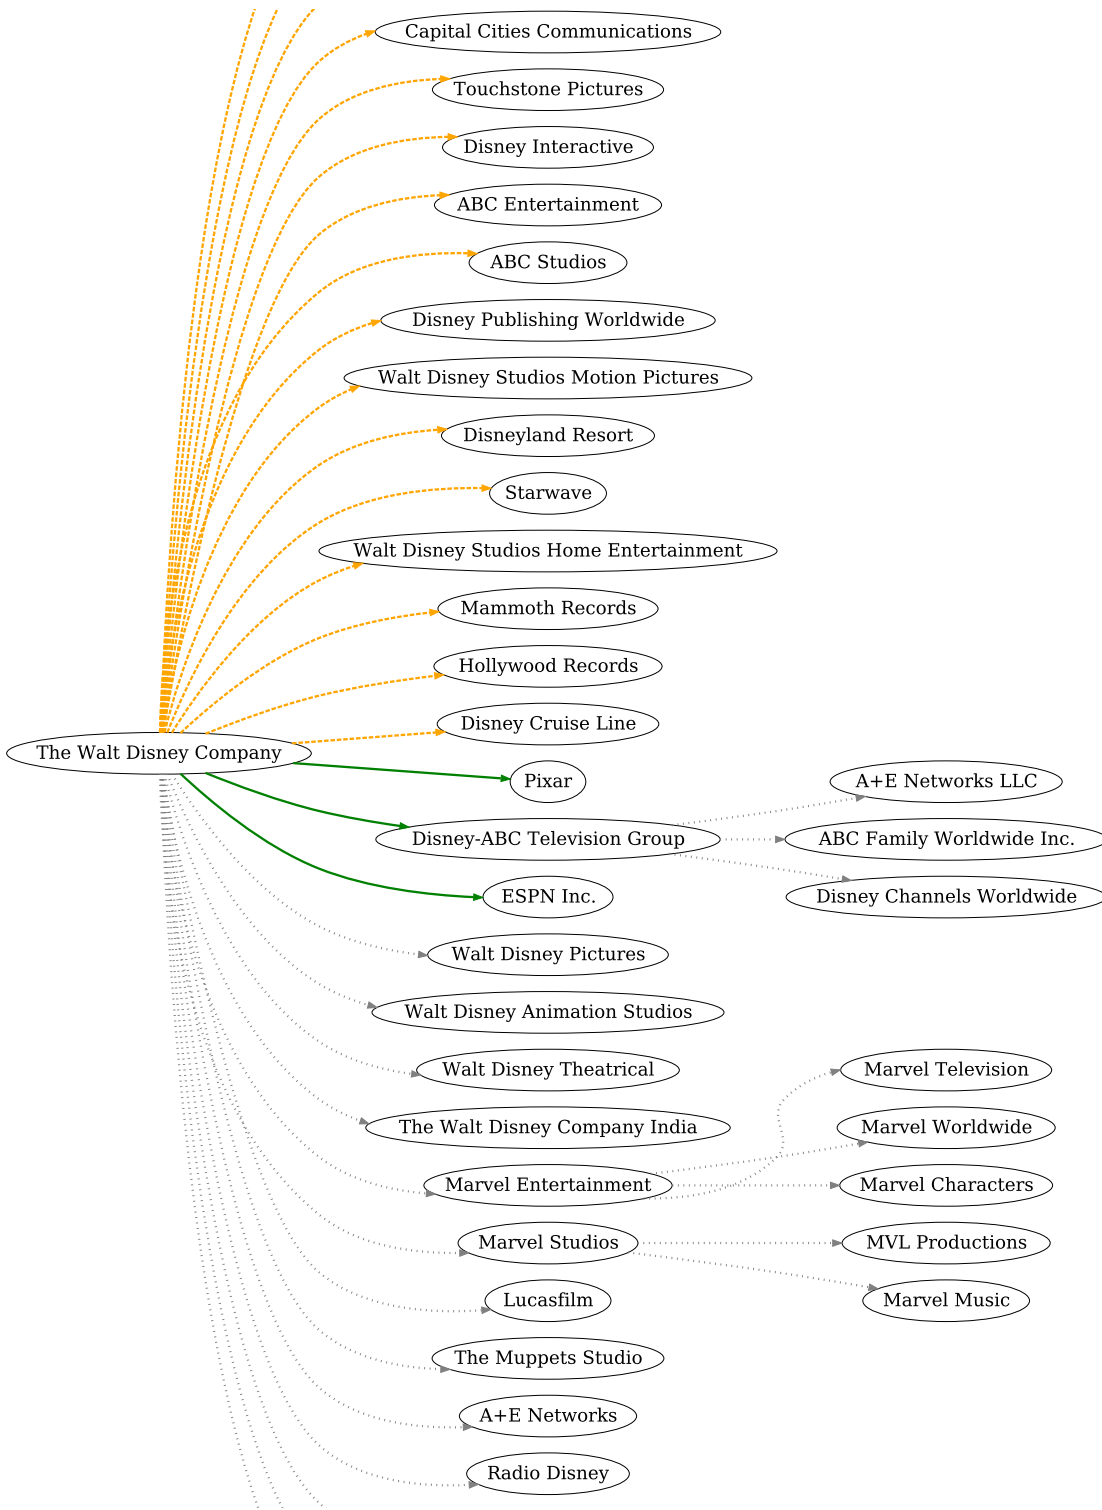 Capital Cities Communications
Touchstone Pictures
Disney Interactive
ABC Entertainment
ABC Studios
Disney Publishing Worldwide
Walt Disney Studios Motion Pictures
Disneyland Resort
Starwave
Walt Disney Studios Home Entertainment
Mammoth Records
Hollywood Records
Disney Cruise Line
The Walt Disney Company
Pixar
A+E Networks LLC
Disney-ABC Television Group
ABC Family Worldwide Inc.
ESPN Inc.
Disney Channels Worldwide
Walt Disney Pictures
Walt Disney Animation Studios
Walt Disney Theatrical
Marvel Television
The Walt Disney Company India
Marvel Worldwide
Marvel Entertainment
Marvel Characters
Marvel Studios
MVL Productions
Lucasfilm
Marvel Music
The Muppets Studio
A+E Networks
Radio Disney